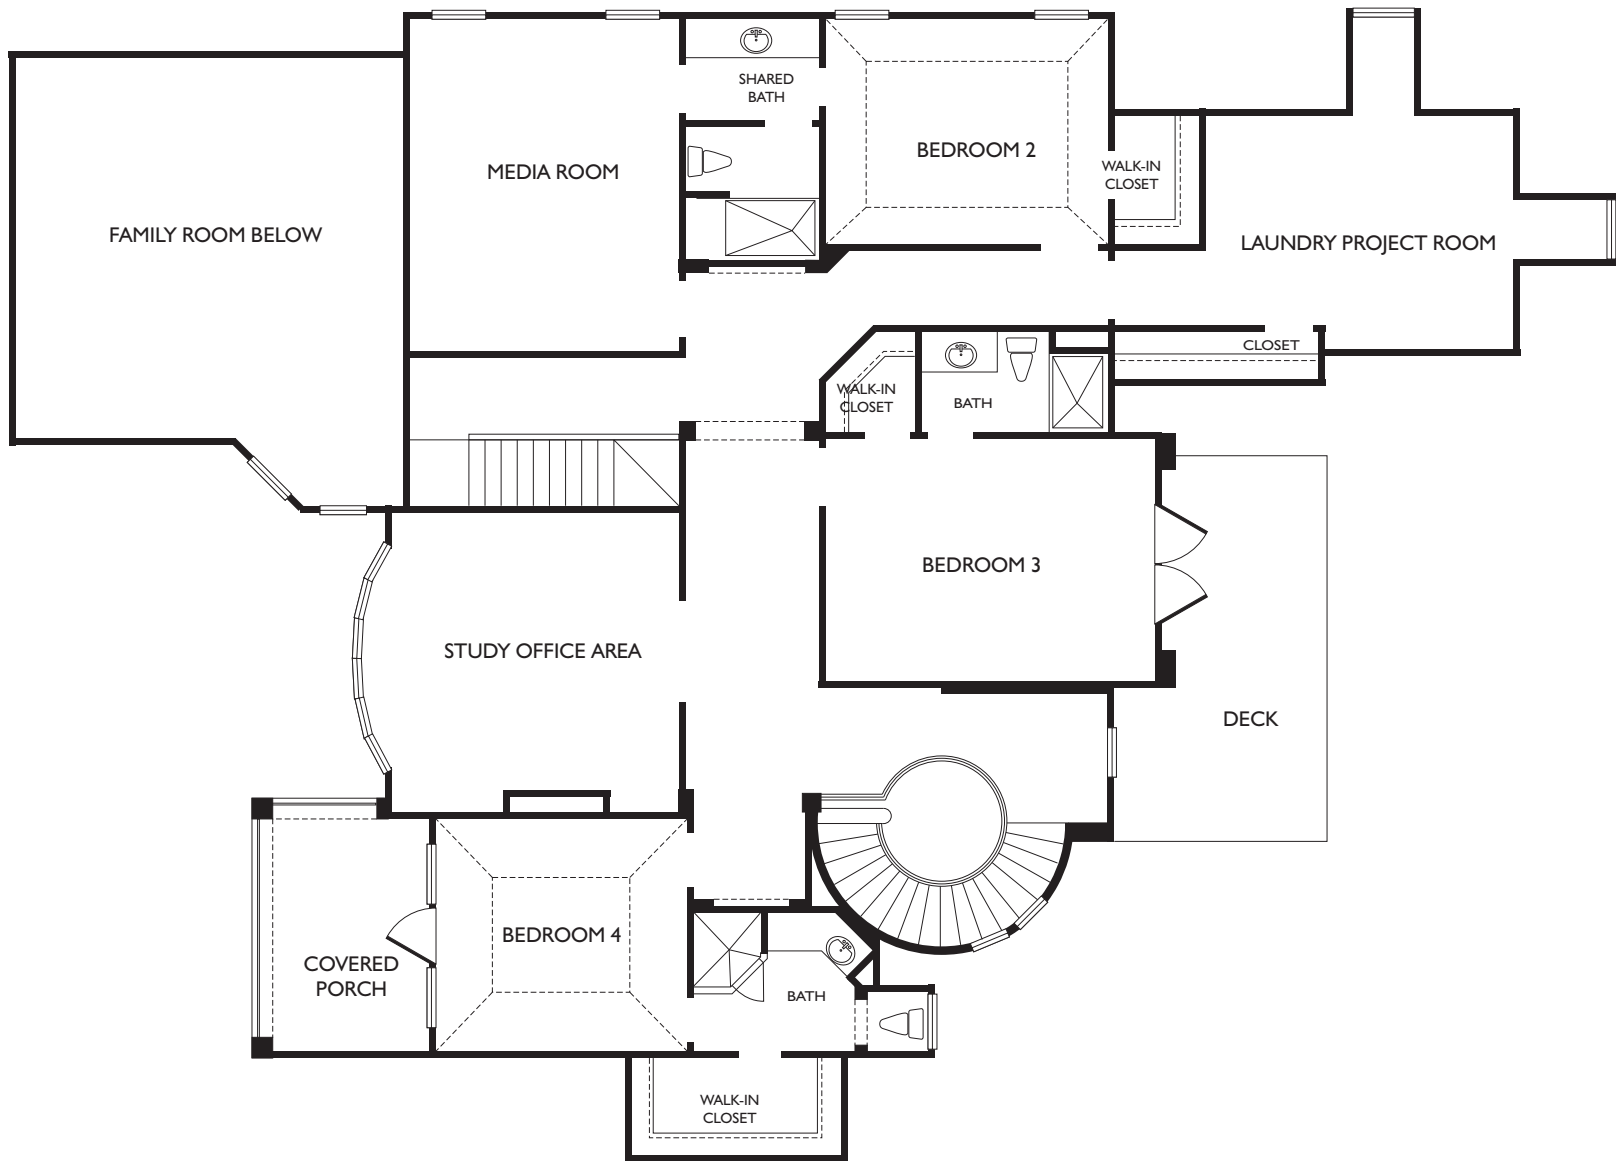 SHARED
BATH
BEDROOM 2
MEDIA ROOM
WALK-IN
CLOSET
FAMILY ROOM BELOW
LAUNDRY PROJECT ROOM
CLOSET
WALK-IN
CLOSET
BATH
BEDROOM 3
STUDY OFFICE AREA
DECK
BEDROOM 4
COVERED
PORCH
BATH
WALK-IN
CLOSET